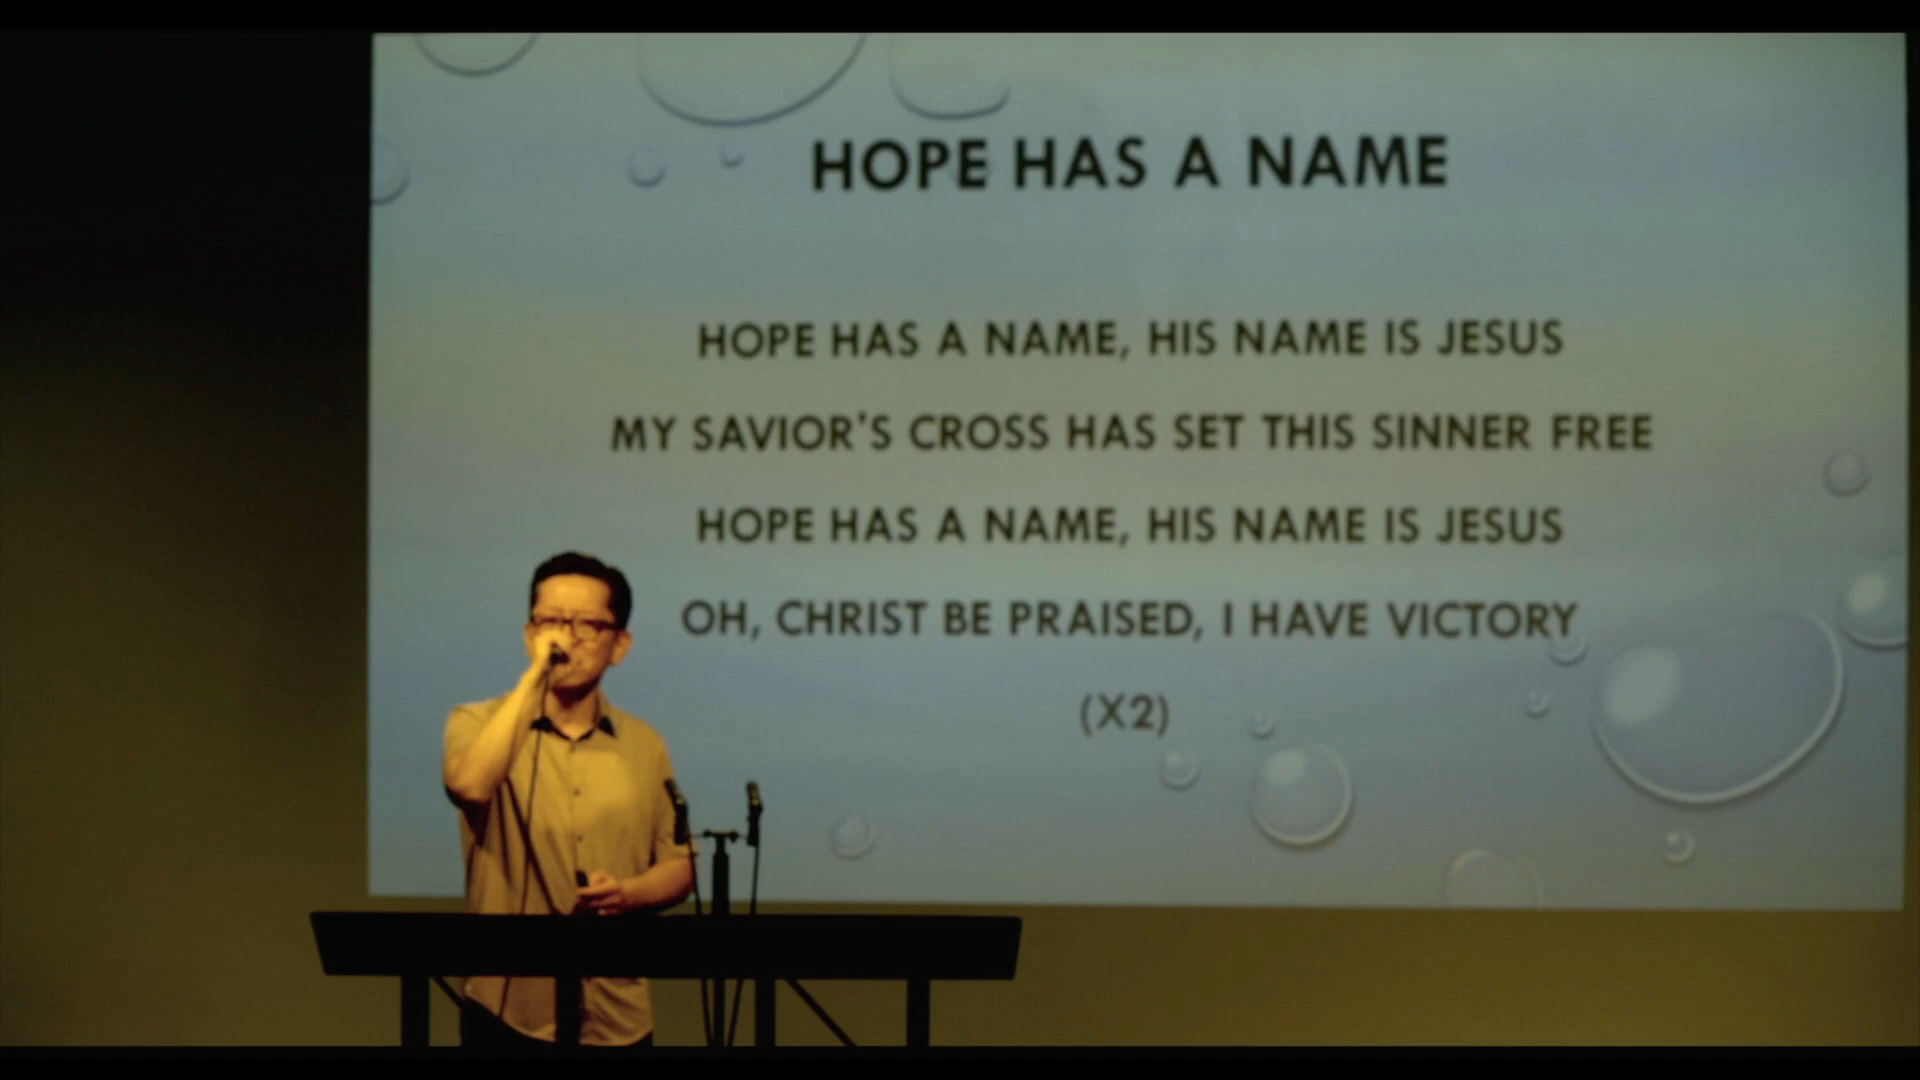 HOPE HAS A NAME
HOPE HAS A NAME, HIS NAME IS JESUS
MY SAVIOR'S CROSS HAS SET THIS SINNER FREE
HOPE HAS A NAME, HIS NAME IS JESUS
OH, CHRIST BE PRAISED, I HAVE VICTORY
(X2)